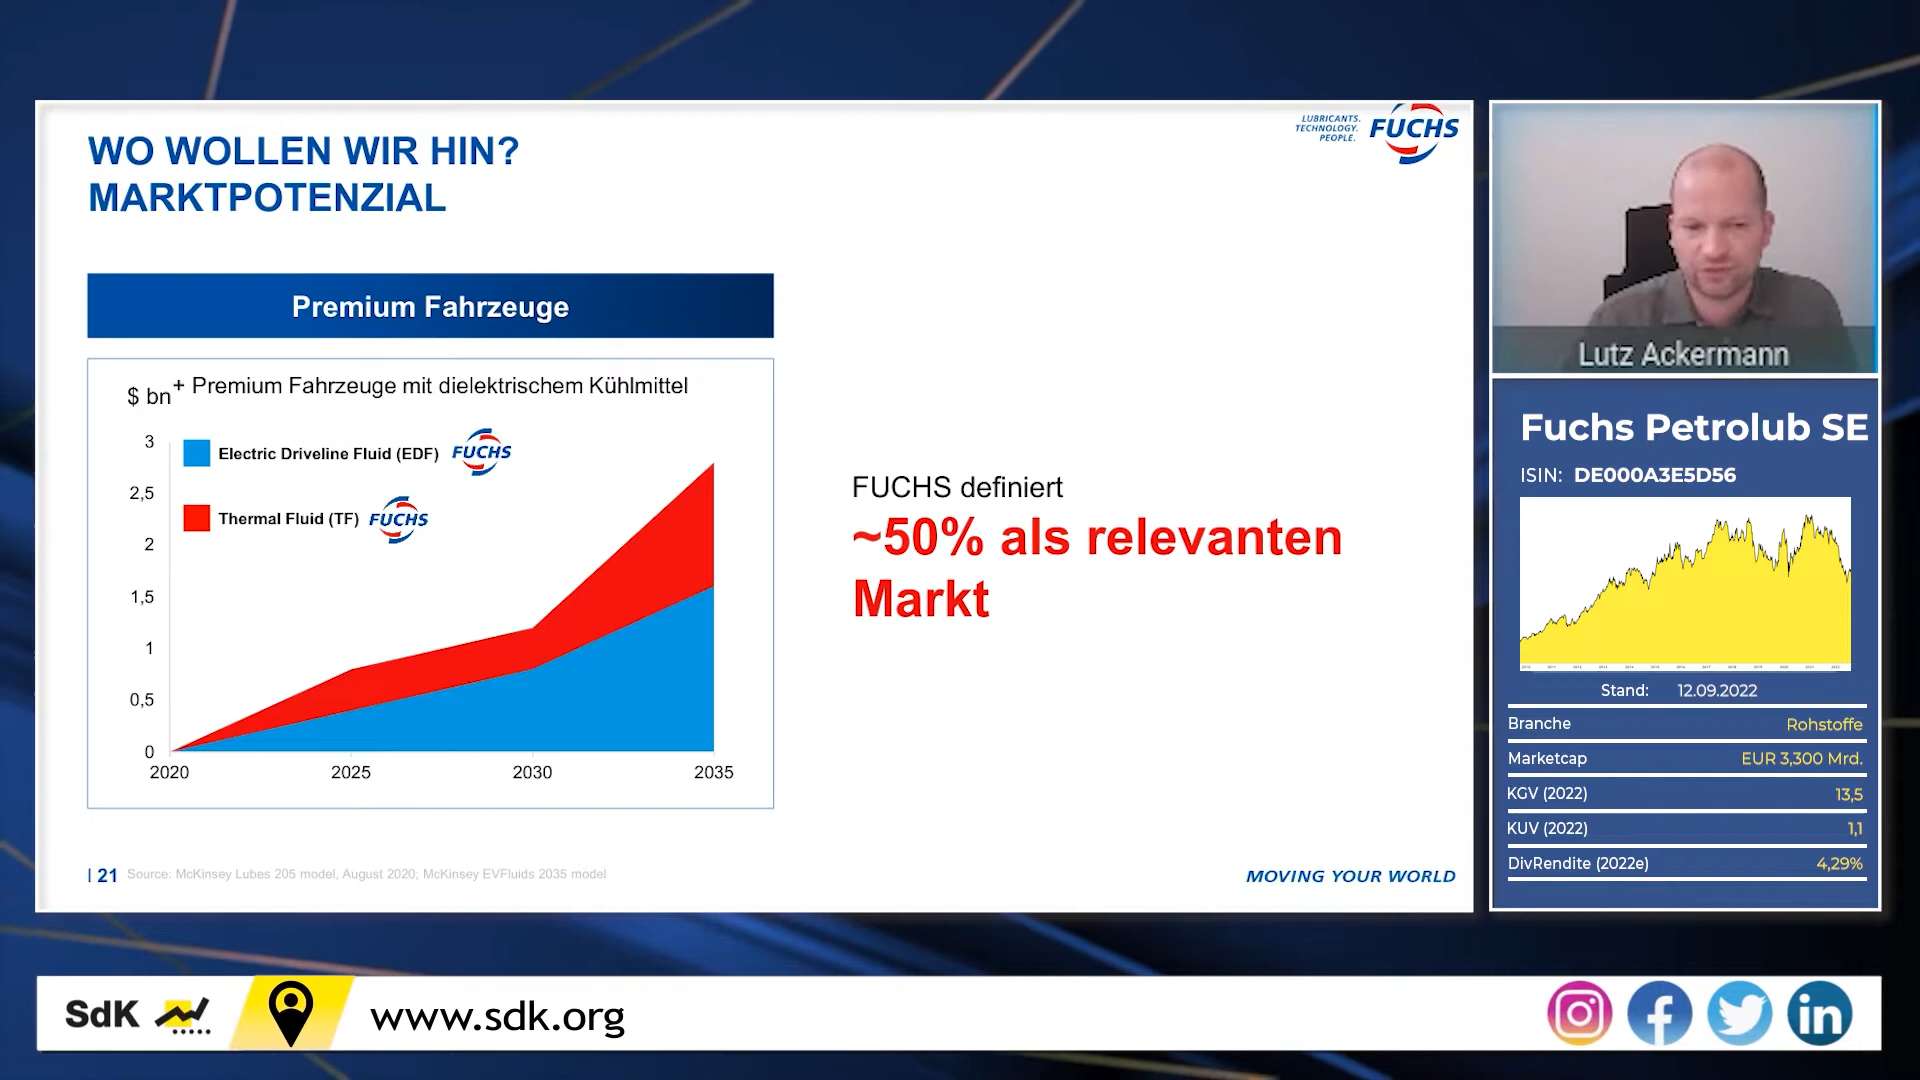 WO WOLLEN WIR HIN?
MARKTPOTENZIAL
LUBRICANTS.
TECHNOLOGY.
PEOPLE.
FUCHS
Premium Fahrzeuge
$ bn
+ Premium Fahrzeuge mit dielektrischem Kühlmittel
Electric Driveline Fluid (EDF)
FUCHS
Thermal Fluid (TF)
FUCHS
3
2,5
2
1,5
1
0,5
0
2020
2025
2030
2035
FUCHS definiert
~50% als relevanten
Markt
| 21
Source: McKinsey Lubes 205 model, August 2020; McKinsey EVFluids 2035 model
MOVING YOUR WORLD
Lutz Ackermann
Fuchs Petrolub SE
ISIN: DE000A3E5D56
Stand: 12.09.2022
Branche Rohstoffe
Marketcap EUR 3,300 Mrd.
KGV (2022) 13,5
KUV (2022) 1,1
DivRendite (2022e) 4,29%
SdK
www.sdk.org